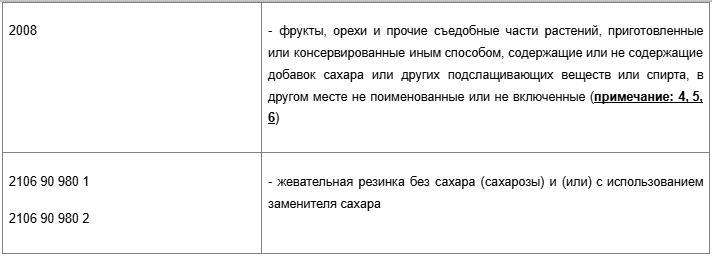 2008
- фрукты, орехи и прочие съедобные части растений, приготовленные
или консервированные иным способом, содержащие или не содержащие
добавок сахара или других подслащивающих веществ или спирта, в
другом месте не поименованные или не включенные (примечание: 4, 5,
6)
2106 90 980 1
2106 90 980 2
- жевательная резинка без сахара (сахарозы) и (или) с использованием
заменителя сахара